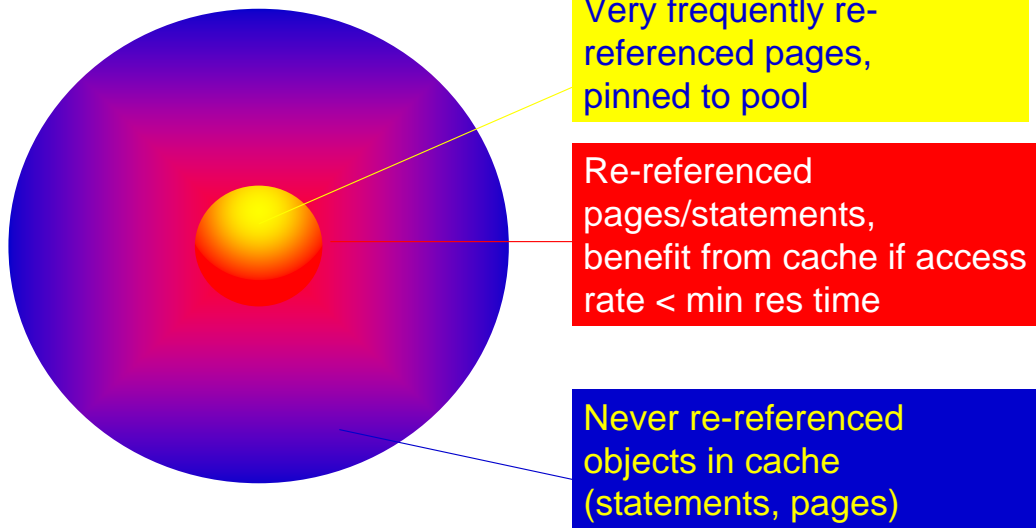 Very frequently re-
referenced pages,
pinned to pool
Re-referenced
pages/statements,
benefit from cache if access
rate < min res time
Never re-referenced
objects in cache
(statements, pages)